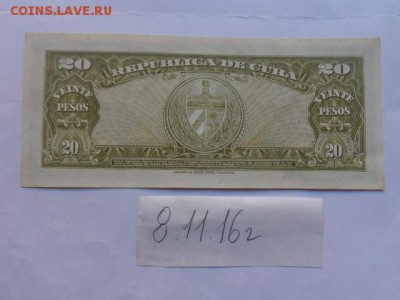 COINS.LAVE.RU
20 REPUBLICA DE CUBA 20
VEINTE PESOS VEINTE PESOS
20 20
8.11.16г